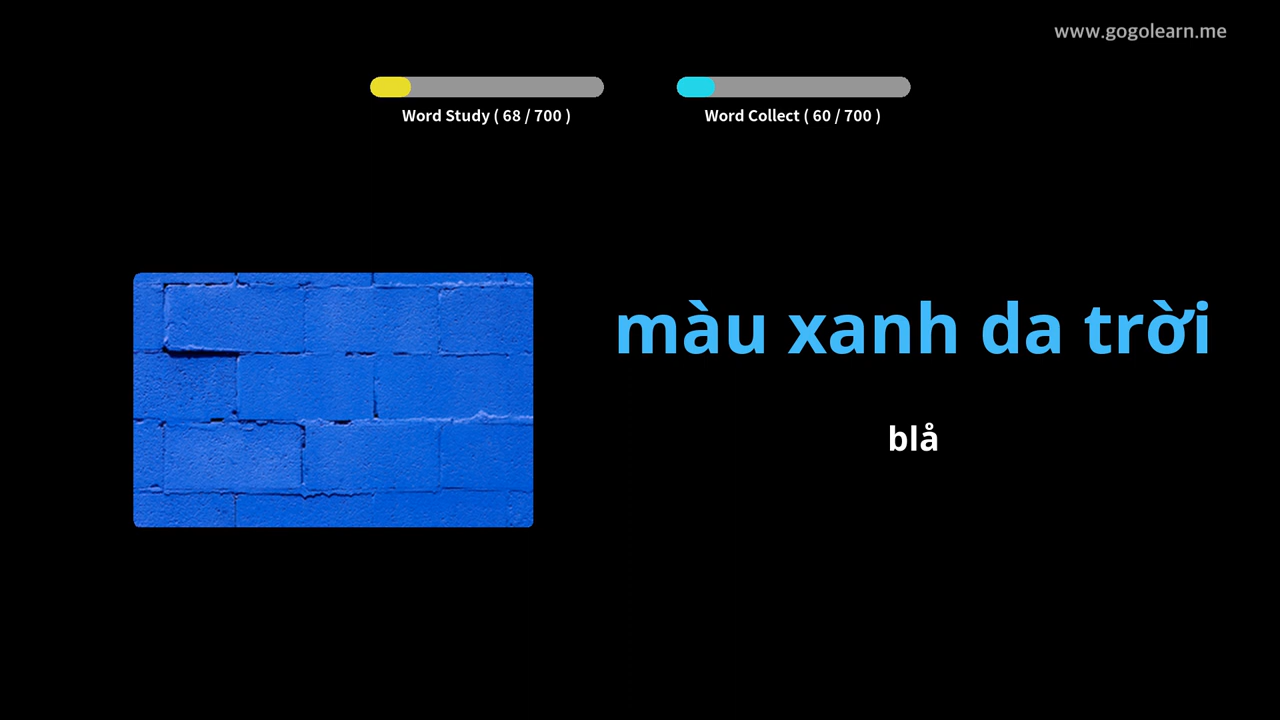 www.gogolearn.me
Word Study ( 68 / 700 )
Word Collect ( 60 / 700 )
màu xanh da trời
blå